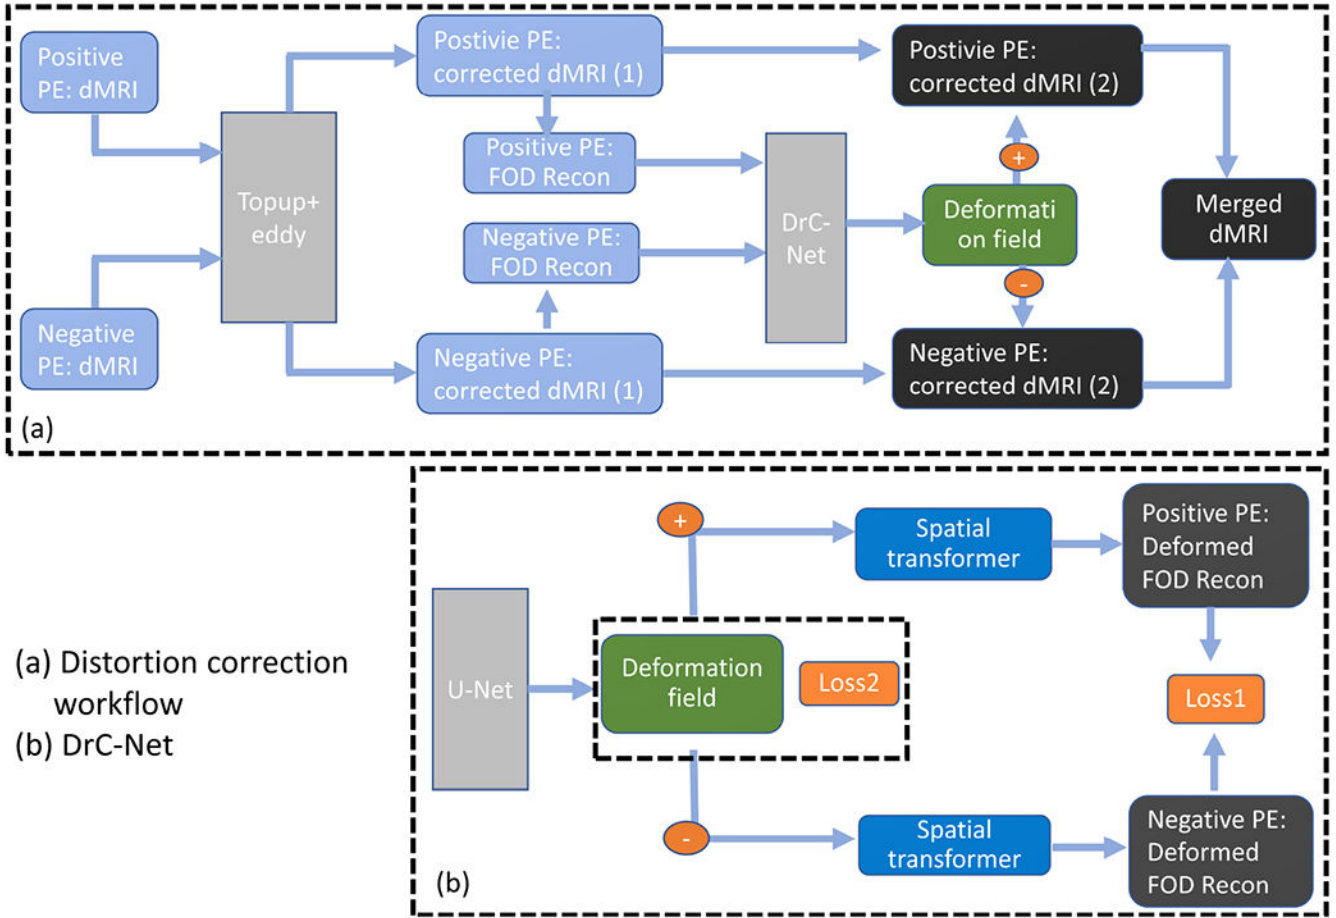 Positive
PE: dMRI
Postivie PE:
corrected dMRI (1)
Postivie PE:
corrected dMRI (2)
Topup+
eddy
Positive PE:
FOD Recon
+
DrC-
Net
Deformati
on field
Merged
dMRI
Negative PE:
FOD Recon
-
Negative
PE: dMRI
Negative PE:
corrected dMRI (1)
Negative PE:
corrected dMRI (2)
(a)
(a) Distortion correction
workflow
(b) DrC-Net
+
Spatial
transformer
Positive PE:
Deformed
FOD Recon
U-Net
Deformation
field
Loss2
Loss1
-
Spatial
transformer
Negative PE:
Deformed
FOD Recon
(b)